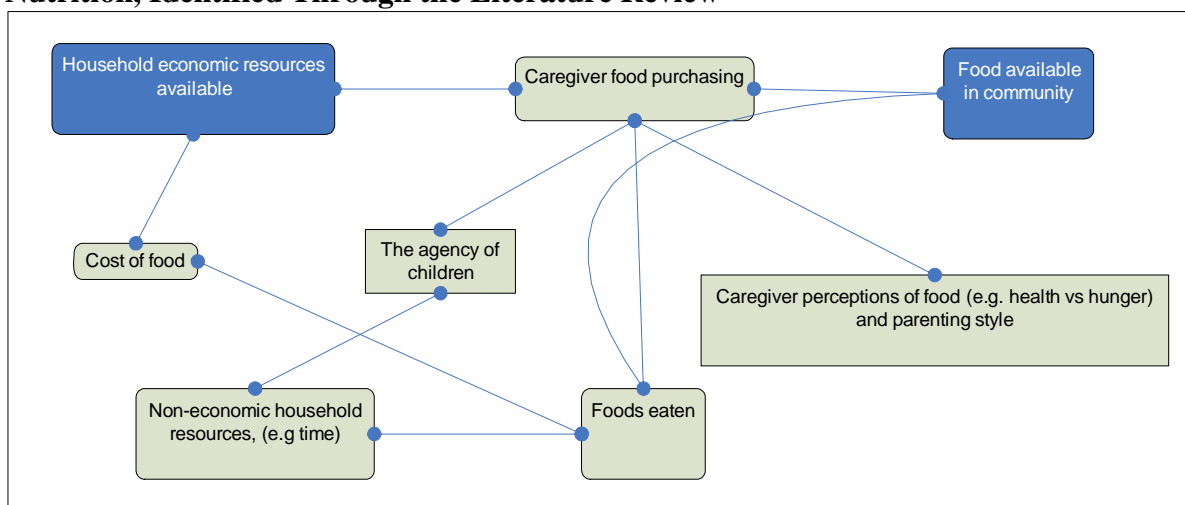 Nutrition, Identified Through the Literature Review
Household economic resources
available
Caregiver food purchasing
Food available
in community
Cost of food
The agency of
children
Caregiver perceptions of food (e.g. health vs hunger)
and parenting style
Non-economic household
resources, (e.g time)
Foods eaten